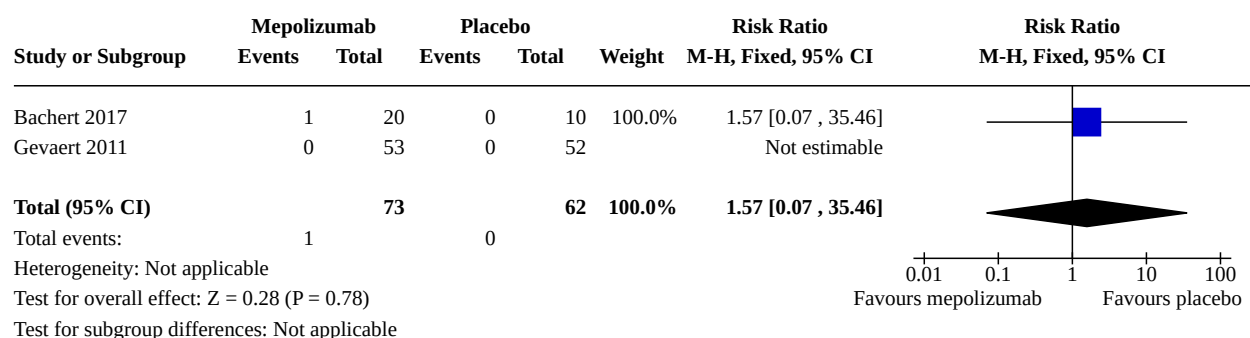 Mepolizumab Placebo Risk Ratio Risk Ratio
Study or Subgroup Events Total Events Total Weight M-H, Fixed, 95% CI M-H, Fixed, 95% CI
Bachert 2017 1 20 0 10 100.0% 1.57 [0.07 , 35.46]
Gevaert 2011 0 53 0 52 Not estimable
Total (95% CI) 73 62 100.0% 1.57 [0.07 , 35.46]
Total events: 1 0
Heterogeneity: Not applicable
0.01 0.1 1 10 100
Test for overall effect: Z = 0.28 (P = 0.78)
Favours mepolizumab Favours placebo
Test for subgroup differences: Not applicable